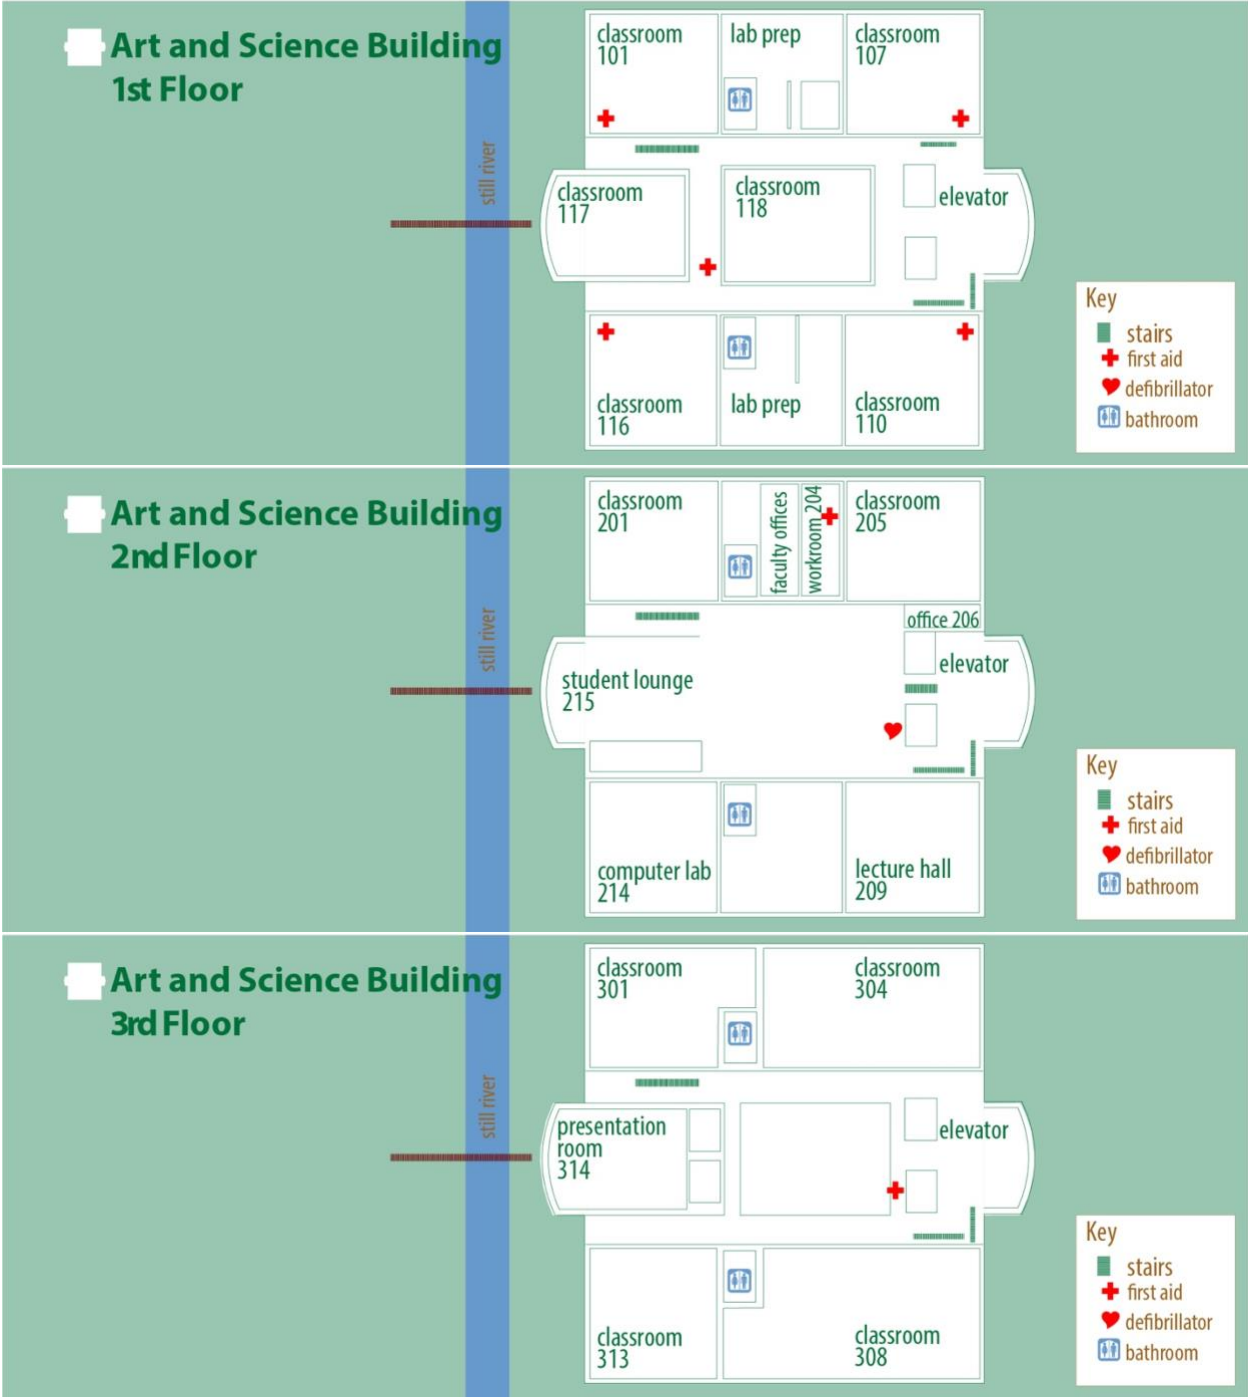 Art and Science Building
1st Floor
still river
classroom
101
lab prep
classroom
107
classroom
117
classroom
118
elevator
classroom
116
lab prep
classroom
110
Key
stairs
first aid
defibrillator
bathroom
Art and Science Building
2nd Floor
still river
classroom
201
faculty offices
workroom 204
classroom
205
office 206
student lounge
215
elevator
computer lab
214
lecture hall
209
Key
stairs
first aid
defibrillator
bathroom
Art and Science Building
3rd Floor
still river
classroom
301
classroom
304
presentation
room
314
elevator
classroom
313
classroom
308
Key
stairs
first aid
defibrillator
bathroom